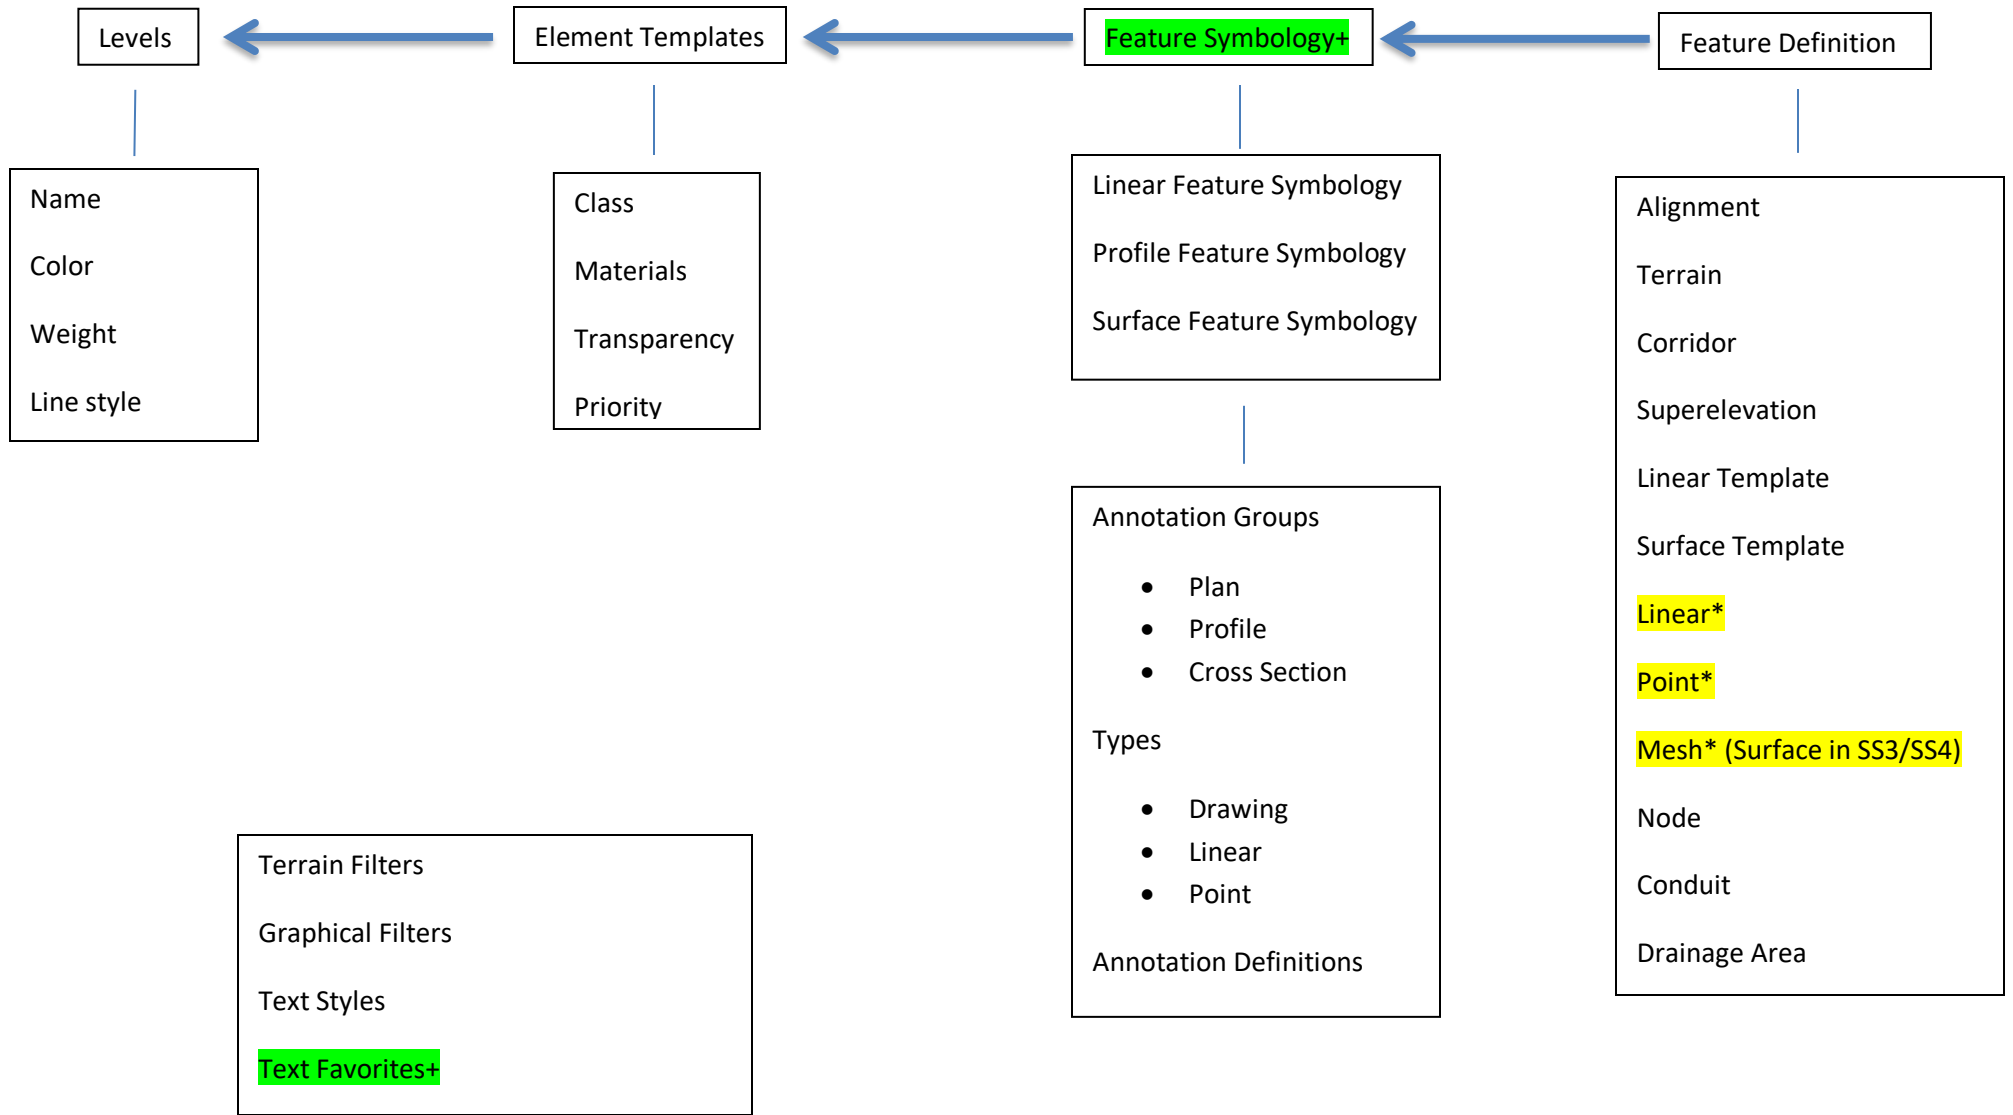 Levels
Element Templates
Feature Symbology+
Feature Definition
Name
Color
Weight
Line style
Class
Materials
Transparency
Priority
Linear Feature Symbology
Profile Feature Symbology
Surface Feature Symbology
Annotation Groups
• Plan
• Profile
• Cross Section
Types
• Drawing
• Linear
• Point
Annotation Definitions
Alignment
Terrain
Corridor
Superelevation
Linear Template
Surface Template
Linear*
Point*
Mesh* (Surface in SS3/SS4)
Node
Conduit
Drainage Area
Terrain Filters
Graphical Filters
Text Styles
Text Favorites+